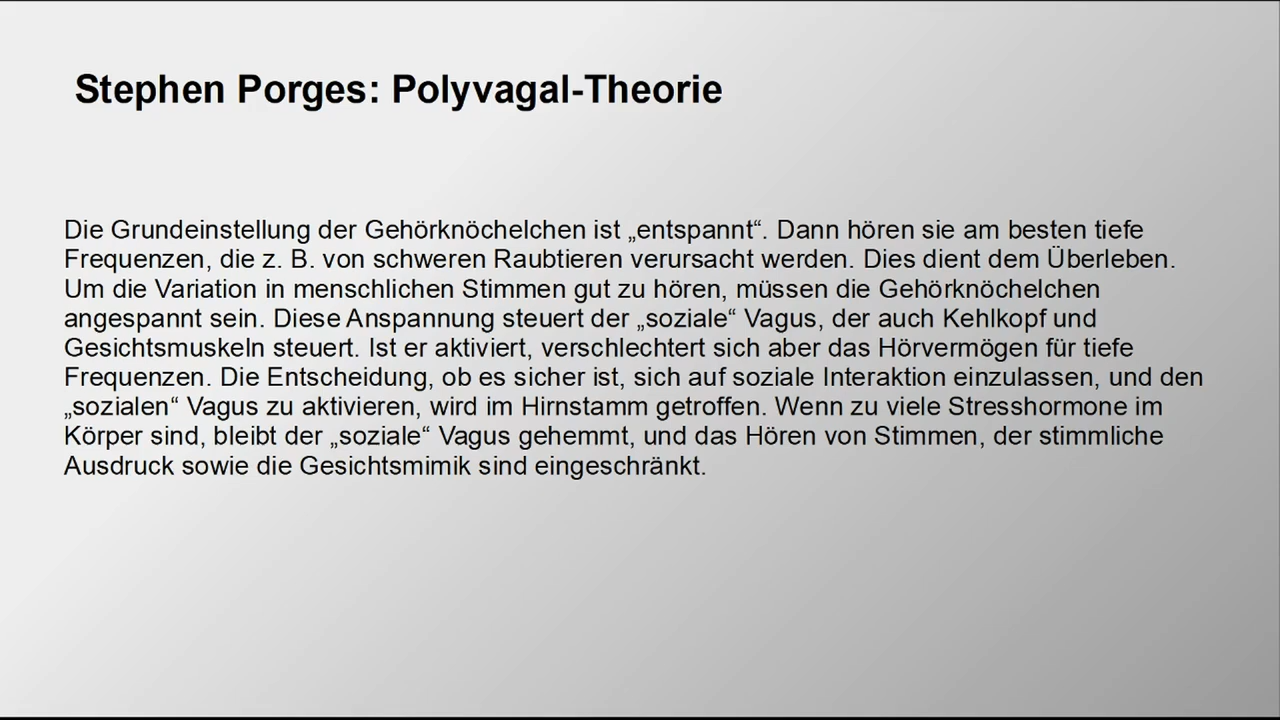 Stephen Porges: Polyvagal-Theorie
Die Grundeinstellung der Gehörknöchelchen ist „entspannt“. Dann hören sie am besten tiefe
Frequenzen, die z. B. von schweren Raubtieren verursacht werden. Dies dient dem Überleben.
Um die Variation in menschlichen Stimmen gut zu hören, müssen die Gehörknöchelchen
angespannt sein. Diese Anspannung steuert der „soziale“ Vagus, der auch Kehlkopf und
Gesichtsmuskeln steuert. Ist er aktiviert, verschlechtert sich aber das Hörvermögen für tiefe
Frequenzen. Die Entscheidung, ob es sicher ist, sich auf soziale Interaktion einzulassen, und den
„sozialen“ Vagus zu aktivieren, wird im Hirnstamm getroffen. Wenn zu viele Stresshormone im
Körper sind, bleibt der „soziale“ Vagus gehemmt, und das Hören von Stimmen, der stimmliche
Ausdruck sowie die Gesichtsmimik sind eingeschränkt.